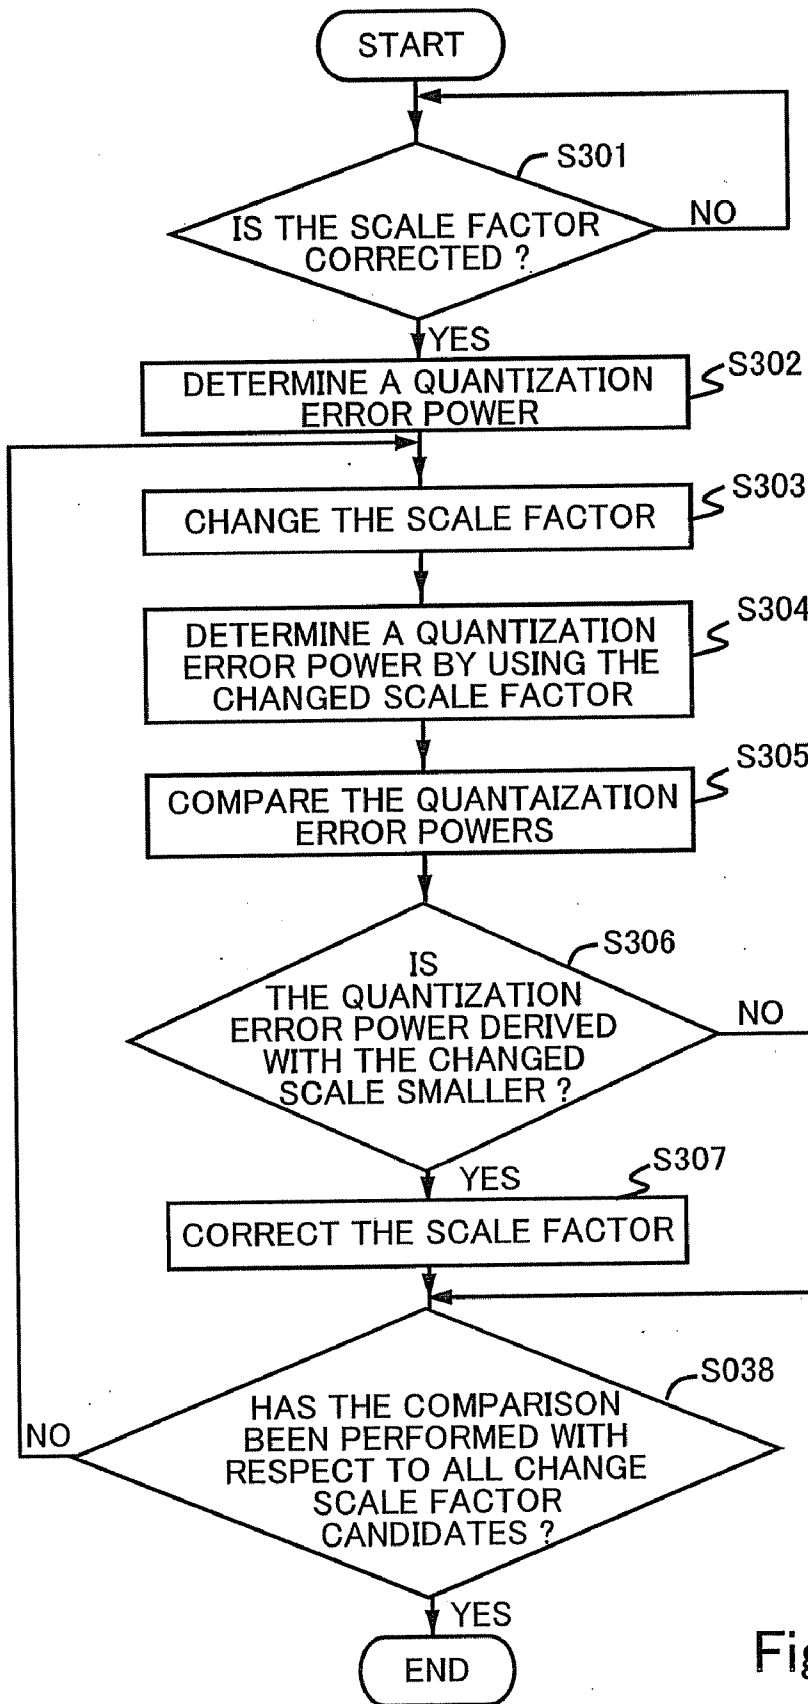 START
S301
IS THE SCALE FACTOR
CORRECTED ?
NO
YES
S302
DETERMINE A QUANTIZATION
ERROR POWER
S303
CHANGE THE SCALE FACTOR
S304
DETERMINE A QUANTIZATION
ERROR POWER BY USING THE
CHANGED SCALE FACTOR
S305
COMPARE THE QUANTAIZATION
ERROR POWERS
S306
IS
THE QUANTIZATION
ERROR POWER DERIVED
WITH THE CHANGED
SCALE SMALLER ?
NO
YES
S307
CORRECT THE SCALE FACTOR
S038
HAS THE COMPARISON
BEEN PERFORMED WITH
RESPECT TO ALL CHANGE
SCALE FACTOR
CANDIDATES ?
NO
YES
END